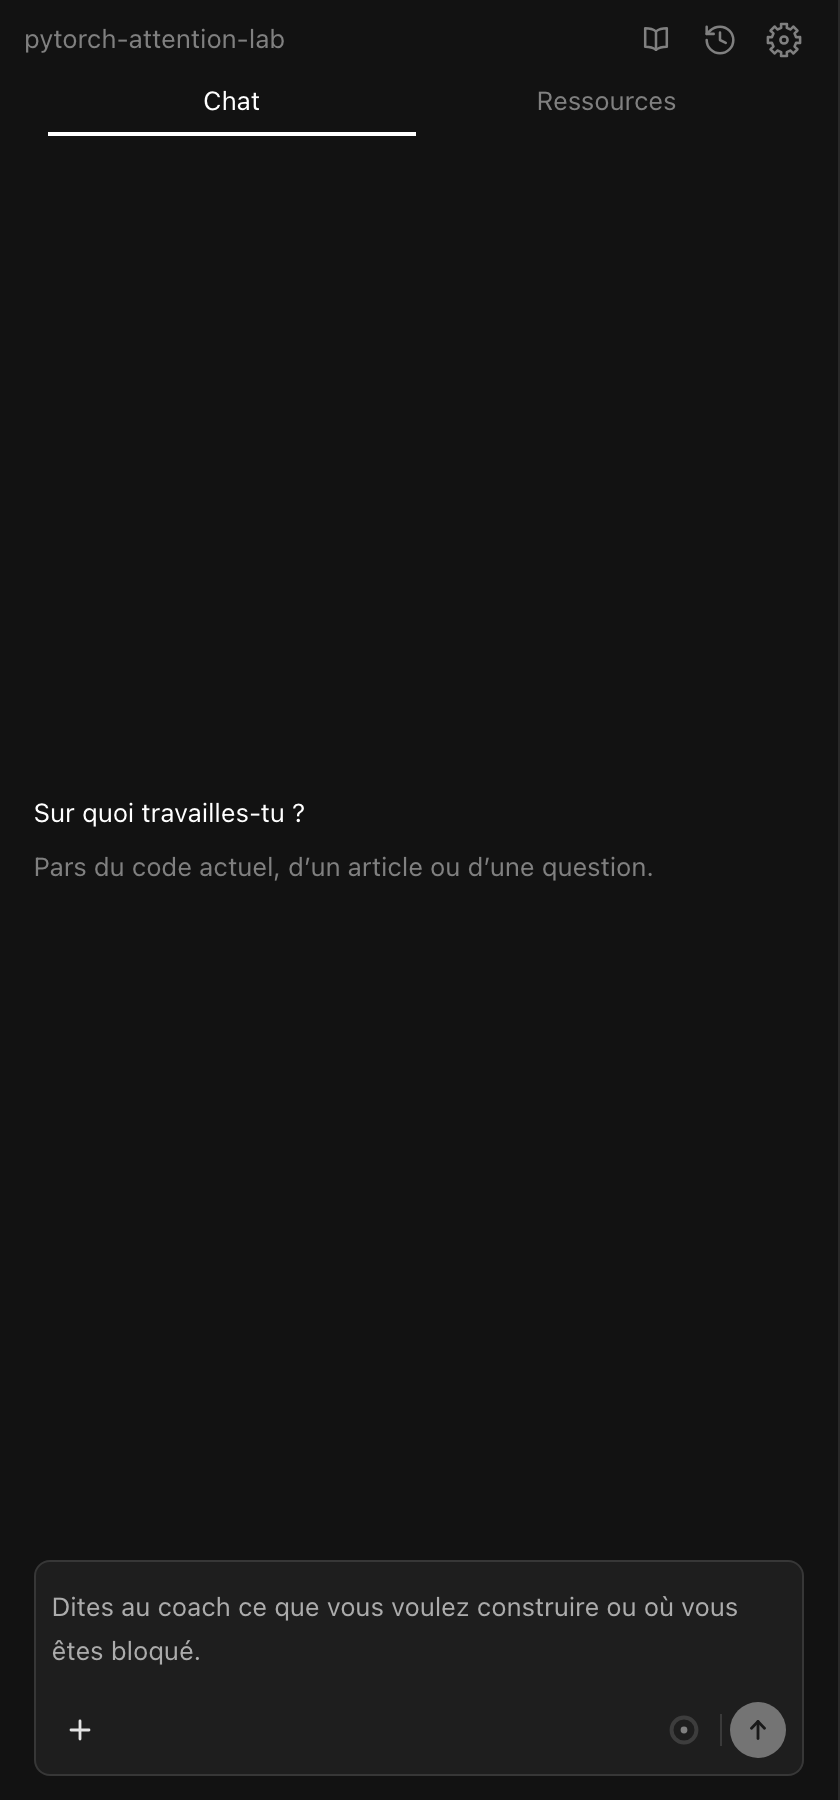 pytorch-attention-lab
Chat
Ressources
Sur quoi travailles-tu ?
Pars du code actuel, d’un article ou d’une question.
Dites au coach ce que vous voulez construire ou où vous
êtes bloqué.